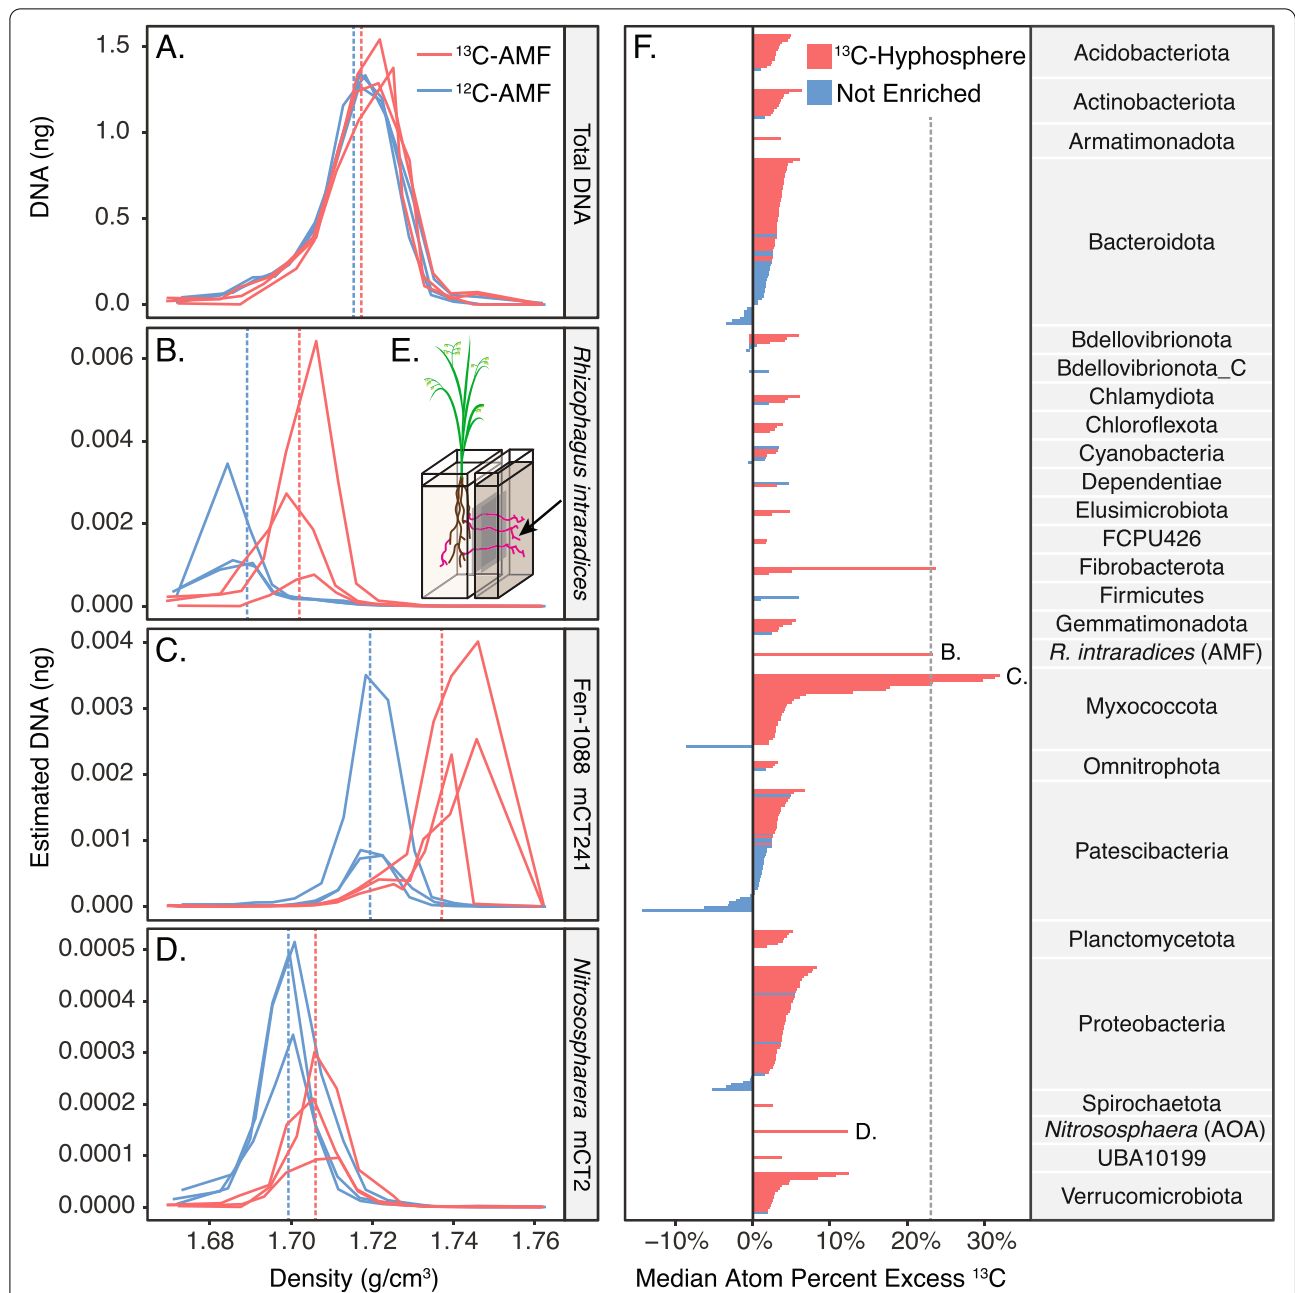 A.
¹³C-AMF
¹²C-AMF
1.5
1.0
0.5
0.0
DNA (ng)
Total DNA
B.
E.
0.006
0.004
0.002
0.000
Rhizophagus intraradices
C.
0.004
0.003
0.002
0.001
0.000
Estimated DNA (ng)
Fen-1088 mCT241
D.
0.0005
0.0004
0.0003
0.0002
0.0001
0.0000
Nitrosospharera mCT2
1.68 1.70 1.72 1.74 1.76
Density (g/cm³)
F.
¹³C-Hyphosphere
Not Enriched
B.
C.
D.
Acidobacteriota
Actinobacteriota
Armatimonadota
Bacteroidota
Bdellovibrionota
Bdellovibrionota_C
Chlamydiota
Chloroflexota
Cyanobacteria
Dependentiae
Elusimicrobiota
FCPU426
Fibrobacterota
Firmicutes
Gemmatimonadota
R. intraradices (AMF)
Myxococcota
Omnitrophota
Patescibacteria
Planctomycetota
Proteobacteria
Spirochaetota
Nitrososphaera (AOA)
UBA10199
Verrucomicrobiota
−10% 0% 10% 20% 30%
Median Atom Percent Excess ¹³C